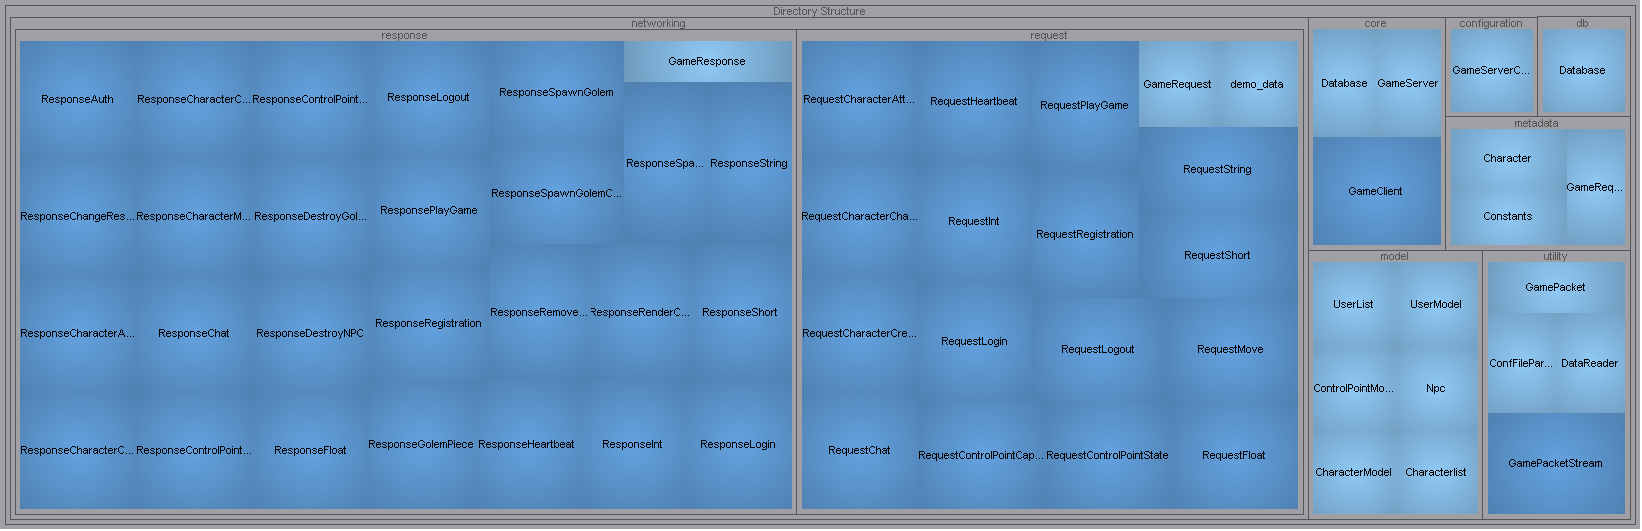 Directory Structure
networking
core
configuration
db
response
request
GameResponse
ResponseAuth
ResponseCharacterC...
ResponseControlPoint...
ResponseLogout
ResponseSpawnGolem
ResponseSpa...
ResponseString
ResponseChangeRes...
ResponseCharacterM...
ResponseDestroyGol...
ResponsePlayGame
ResponseSpawnGolemC...
ResponseCharacterA...
ResponseChat
ResponseDestroyNPC
ResponseRegistration
ResponseRemove...
ResponseRenderC...
ResponseShort
ResponseCharacterC...
ResponseControlPoint...
ResponseFloat
ResponseGolemPiece
ResponseHeartbeat
ResponseInt
ResponseLogin
RequestCharacterAtt...
RequestHeartbeat
RequestPlayGame
GameRequest
demo_data
RequestString
RequestCharacterCha...
RequestInt
RequestRegistration
RequestShort
RequestCharacterCre...
RequestLogin
RequestLogout
RequestMove
RequestChat
RequestControlPointCap...
RequestControlPointState
RequestFloat
Database
GameServer
GameClient
GameServerC...
Database
metadata
Character
Constants
GameReq...
model
UserList
UserModel
ControlPointMo...
Npc
CharacterModel
Characterlist
utility
GamePacket
ConfFilePar...
DataReader
GamePacketStream